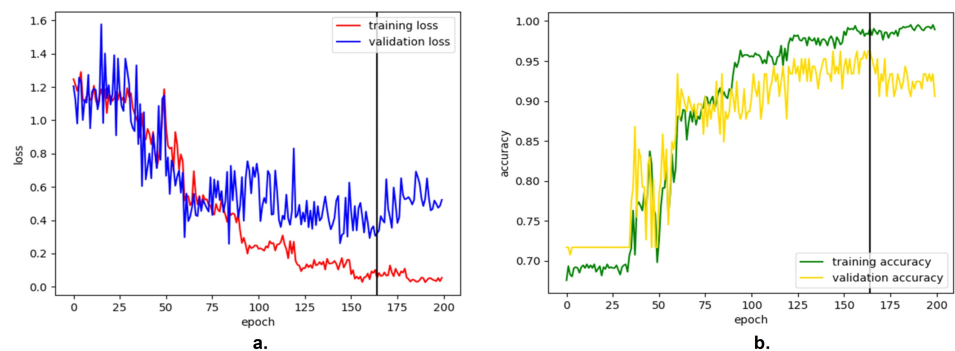 training loss
validation loss
1.6
1.4
1.2
1.0
0.8
0.6
0.4
0.2
0.0
loss
0 25 50 75 100 125 150 175 200
epoch
a.
1.00
0.95
0.90
0.85
0.80
0.75
0.70
accuracy
training accuracy
validation accuracy
0 25 50 75 100 125 150 175 200
epoch
b.